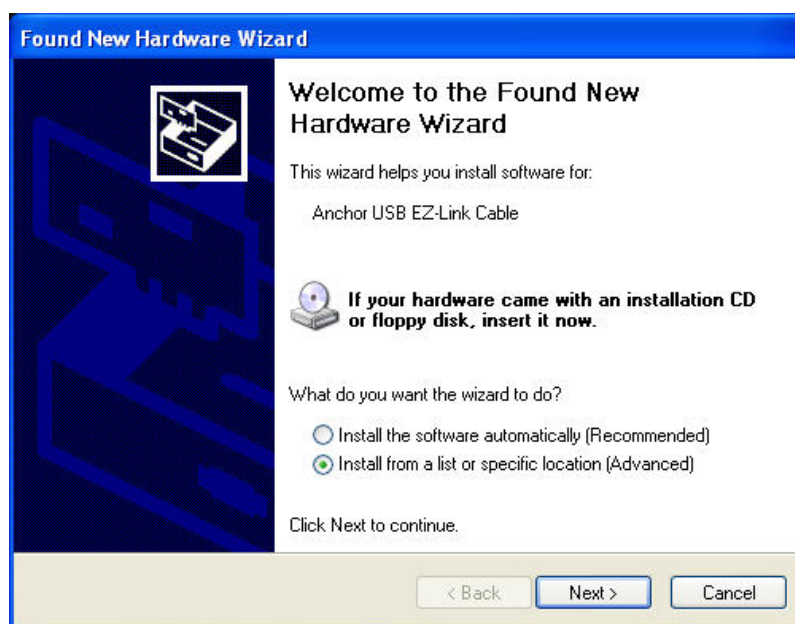 Found New Hardware Wizard
Welcome to the Found New
Hardware Wizard
This wizard helps you install software for:
Anchor USB EZ-Link Cable
If your hardware came with an installation CD
or floppy disk, insert it now.
What do you want the wizard to do?
Install the software automatically (Recommended)
Install from a list or specific location (Advanced)
Click Next to continue.
< Back Next > Cancel